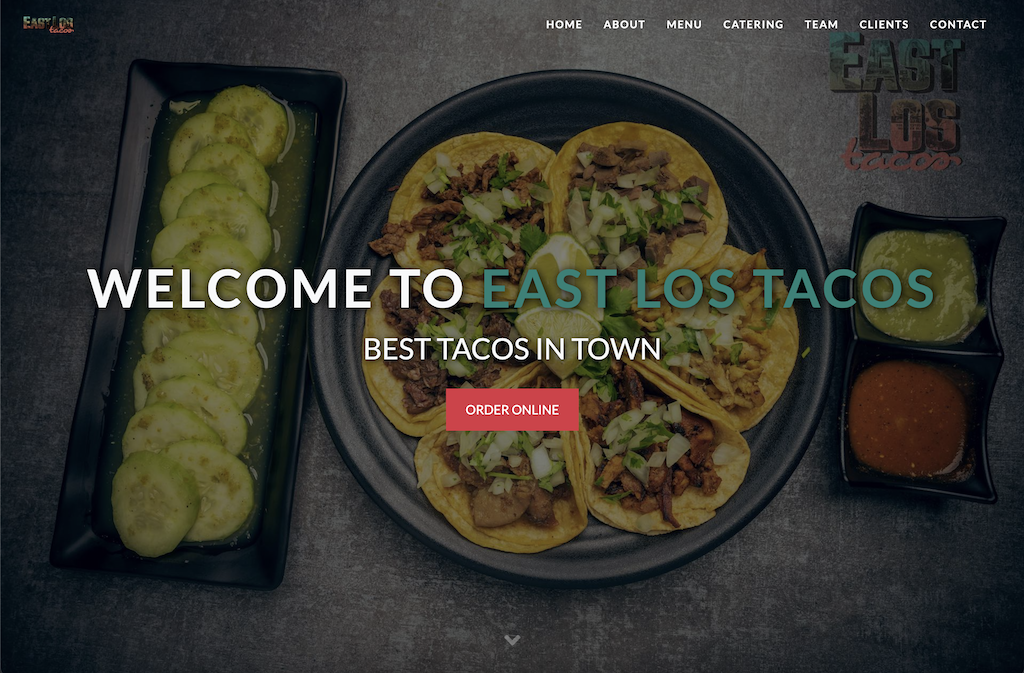 East Los
tacos
HOME ABOUT MENU CATERING TEAM CLIENTS CONTACT
East
Los
tacos
WELCOME TO EAST LOS TACOS
BEST TACOS IN TOWN
ORDER ONLINE